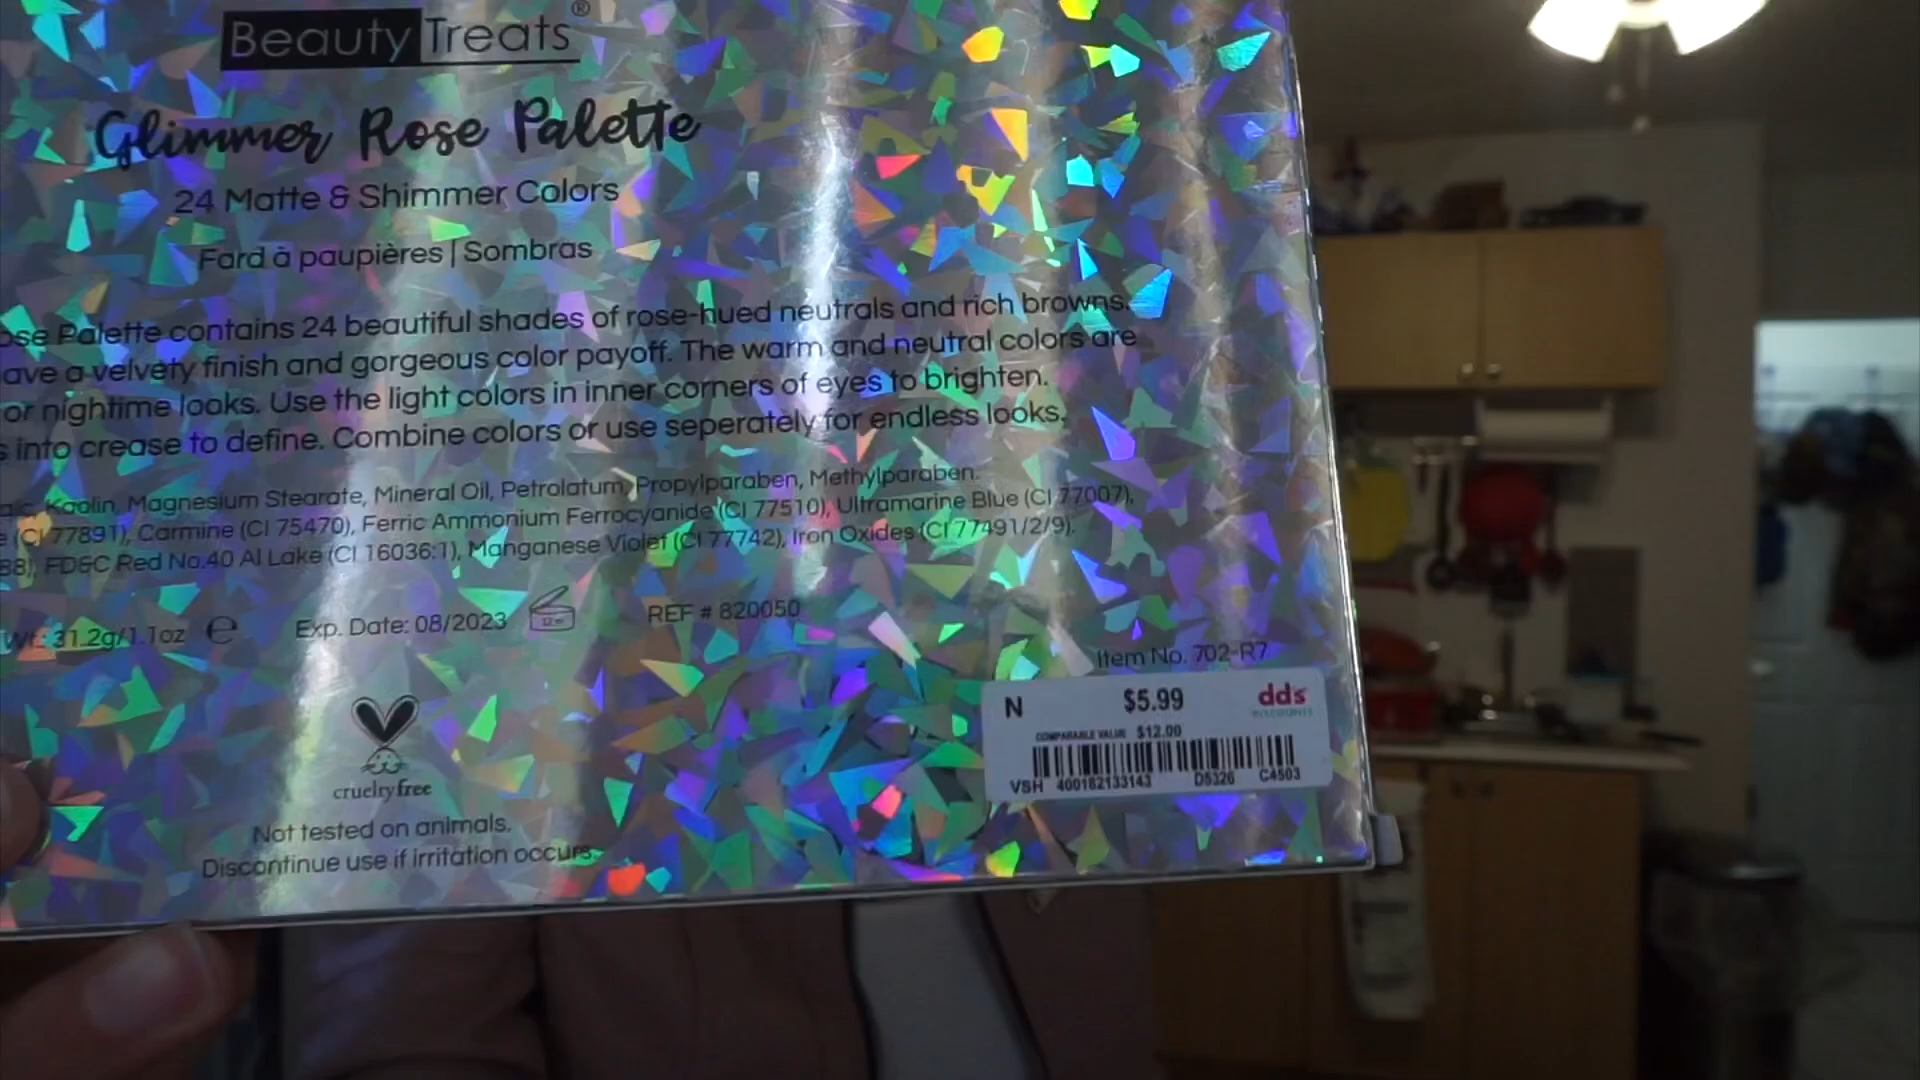 Beauty Treats®
Glimmer Rose Palette
24 Matte & Shimmer Colors
Fard à paupières | Sombras
Palette contains 24 beautiful shades of rose-hued neutrals and rich browns.
a velvety finish and gorgeous color payoff. The warm and neutral colors are
or nightime looks. Use the light colors in inner corners of eyes to brighten.
into crease to define. Combine colors or use seperately for endless looks.
Kaolin, Magnesium Stearate, Mineral Oil, Petrolatum, Propylparaben, Methylparaben.
(CI 77891), Carmine (CI 75470), Ferric Ammonium Ferrocyanide (CI 77510), Ultramarine Blue (CI 77007),
FD&C Red No.40 Al Lake (CI 16036:1), Manganese Violet (CI 77742), Iron Oxides (CI 77491/2/9).
Wt.: 31.2g/1.1oz e Exp. Date: 08/2023 12 m REF # 820050
Item No. 702-R7
N $5.99 dds
DISCOUNTS
COMPARABLE VALUE $12.00
VSH 400182133143 D5326 C4503
crueltyfree
Not tested on animals.
Discontinue use if irritation occurs.